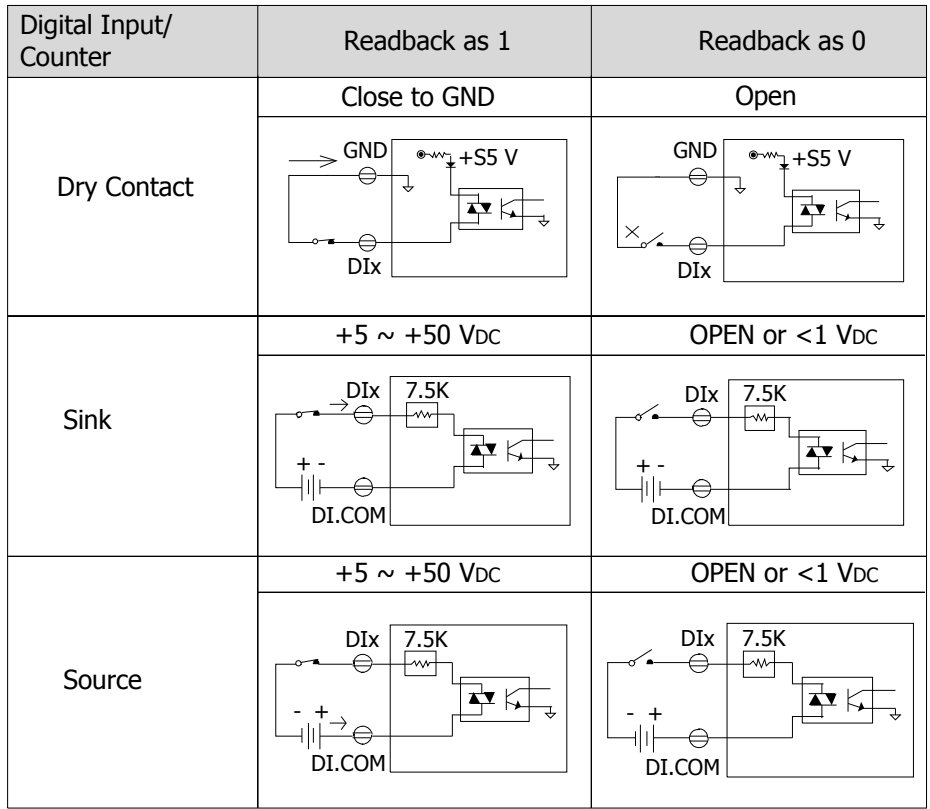 Digital Input/
Counter
Readback as 1
Readback as 0
Dry Contact
Close to GND
Open
GND
+S5 V
DIx
GND
+S5 V
DIx
Sink
+5 ~ +50 VDC
OPEN or <1 VDC
DIx
7.5K
+ -
DI.COM
DIx
7.5K
+ -
DI.COM
Source
+5 ~ +50 VDC
OPEN or <1 VDC
DIx
7.5K
- +
DI.COM
DIx
7.5K
- +
DI.COM